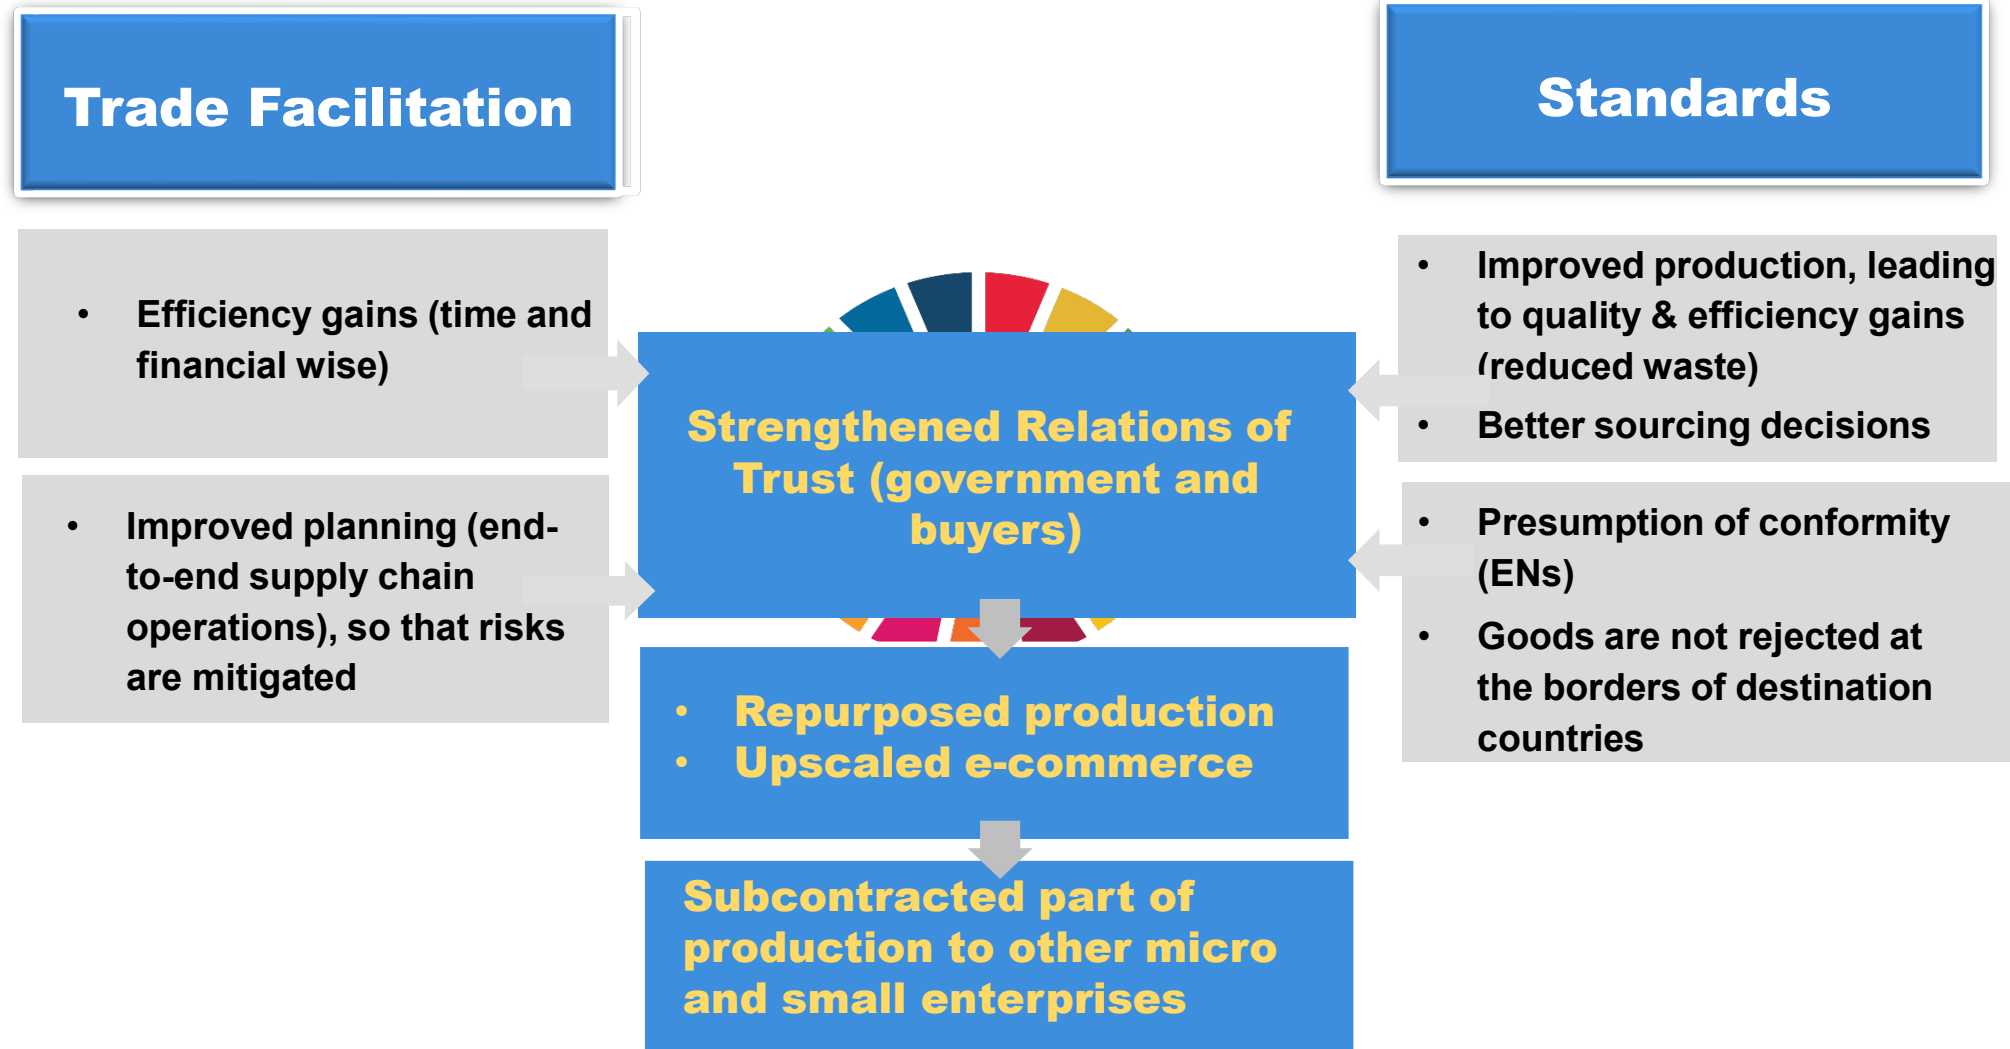 Trade Facilitation
• Efficiency gains (time and
financial wise)
• Improved planning (end-
to-end supply chain
operations), so that risks
are mitigated
Strengthened Relations of
Trust (government and
buyers)
• Repurposed production
• Upscaled e-commerce
Subcontracted part of
production to other micro
and small enterprises
Standards
• Improved production, leading
to quality & efficiency gains
(reduced waste)
• Better sourcing decisions
• Presumption of conformity
(ENs)
• Goods are not rejected at
the borders of destination
countries